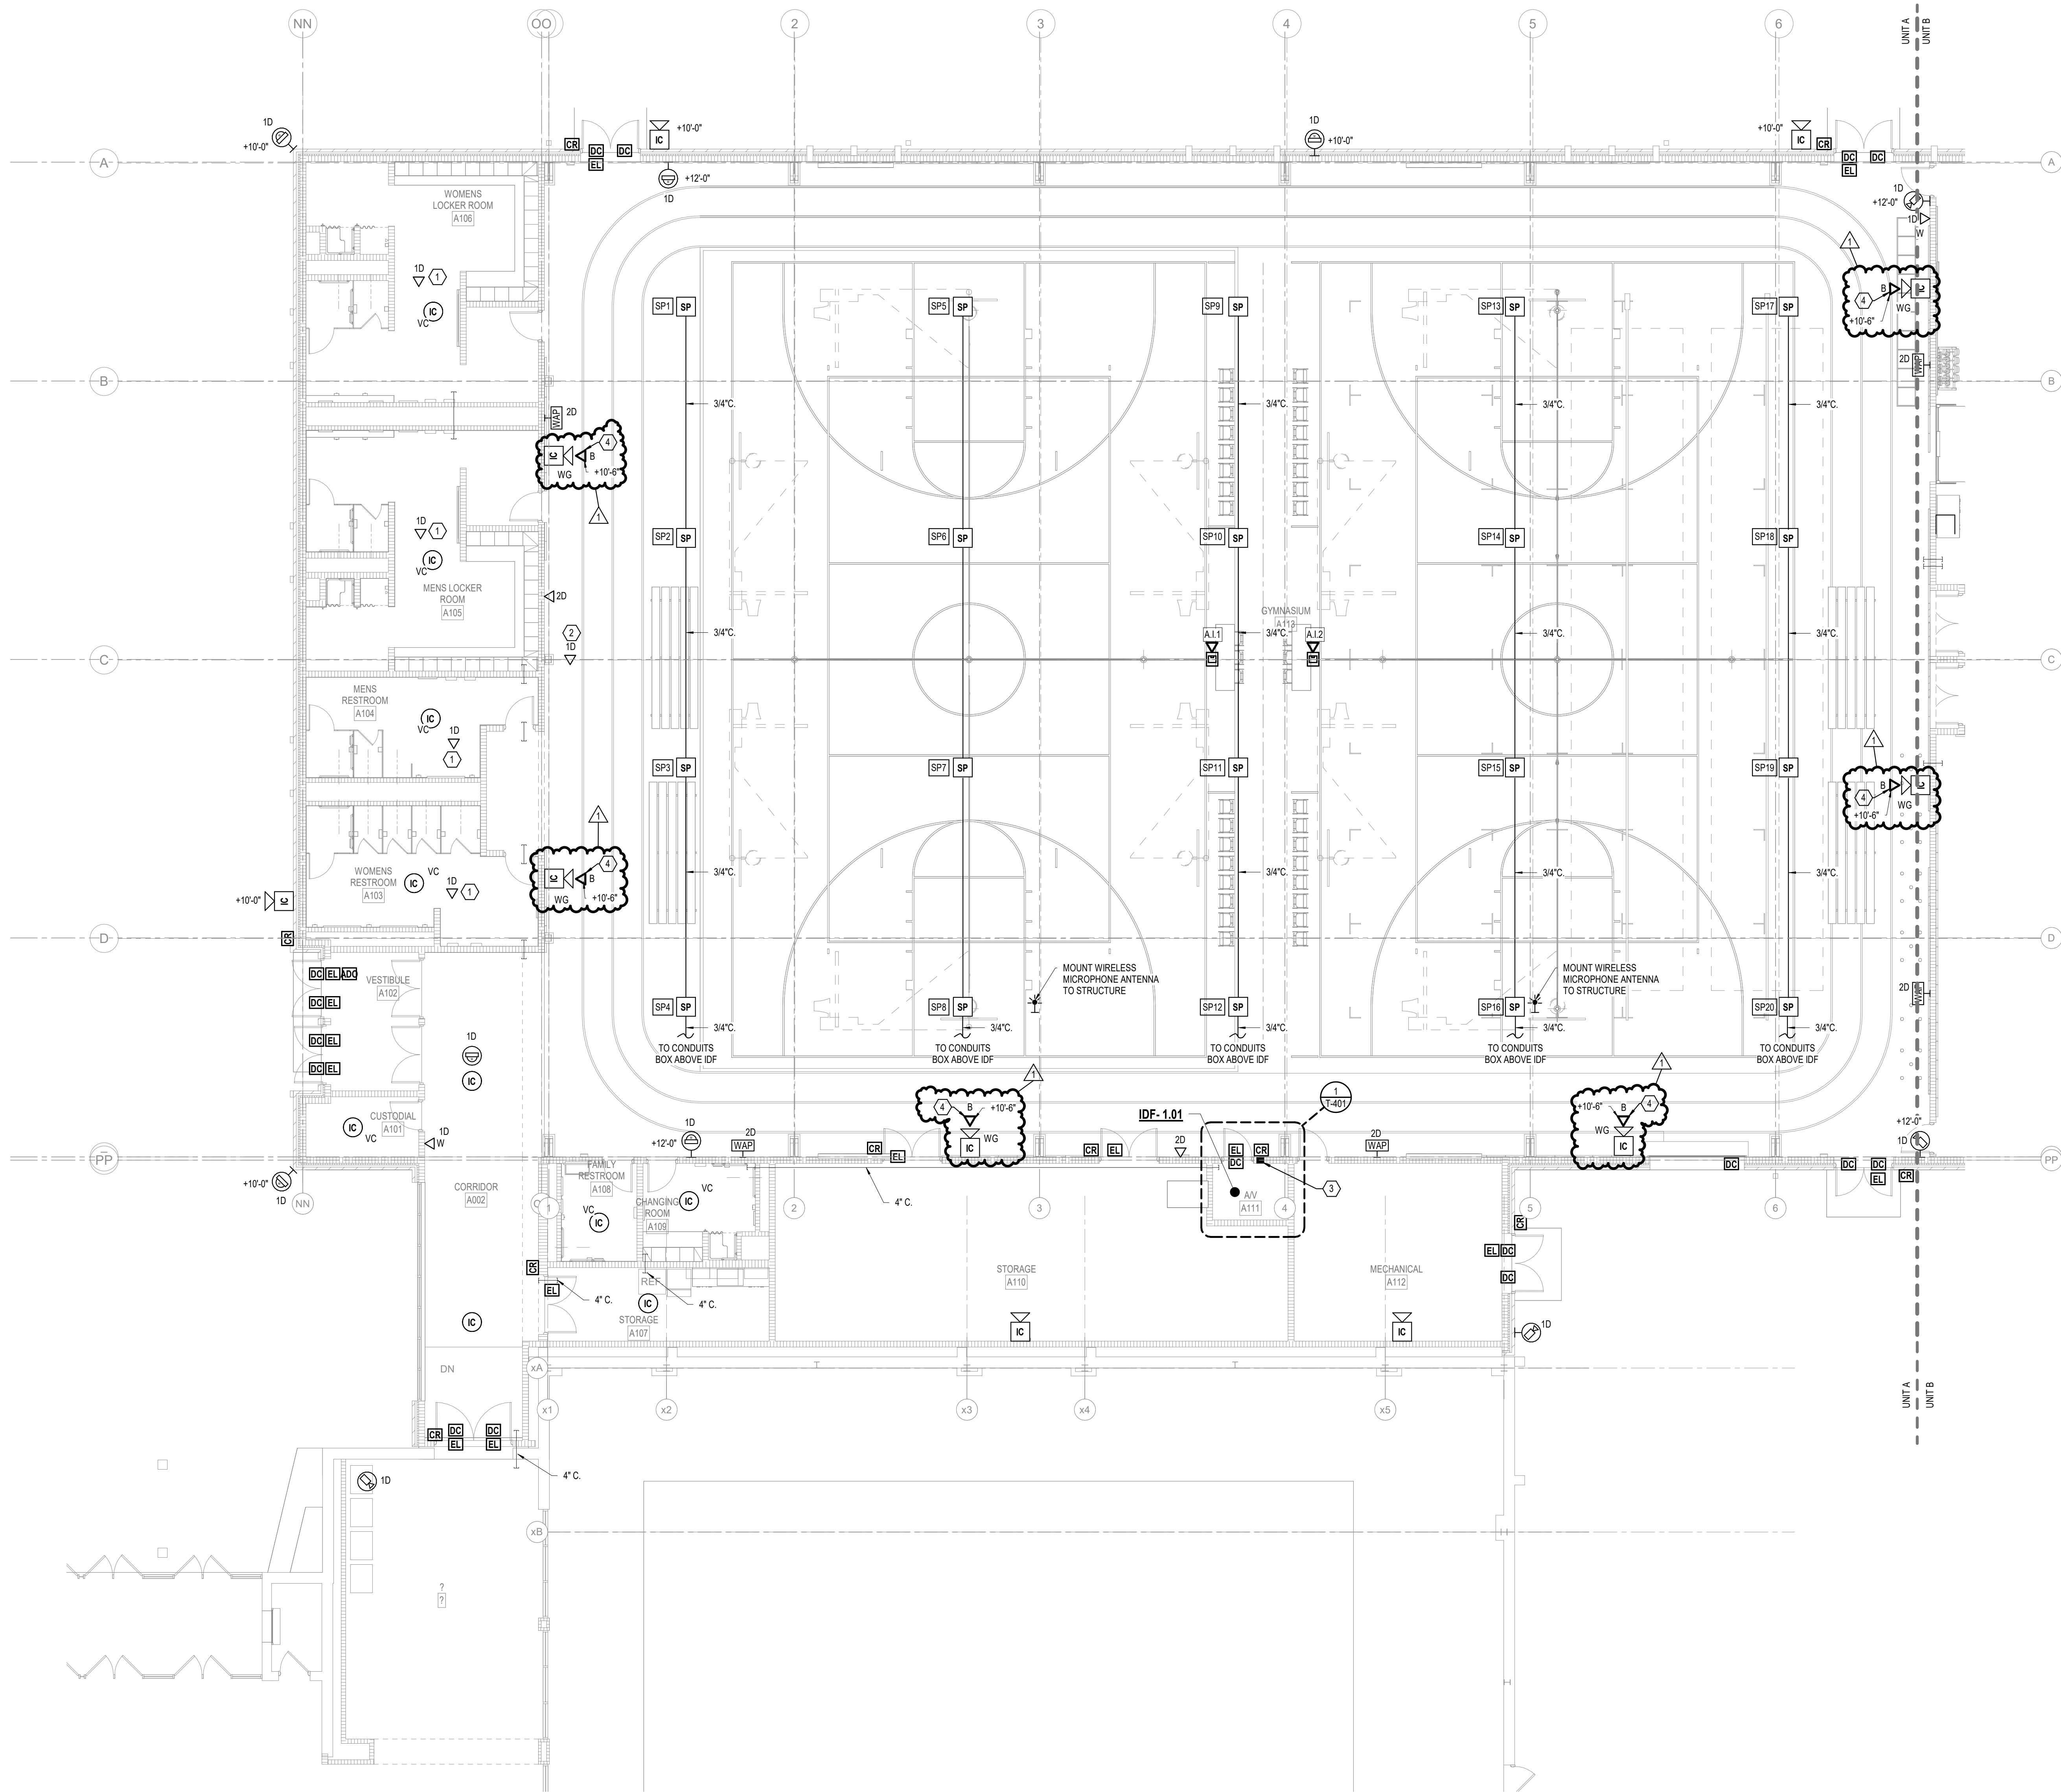 NN
OO
2
3
4
5
6
UNIT A
UNIT B
1D
+10'-0"
CR
DC
DC
EL
IC
+10'-0"
+12'-0"
1D
1D
+10'-0"
+10'-0"
IC
CR
DC
DC
EL
A
A
1D
+12'-0"
1D
W
WOMENS
LOCKER ROOM
A106
1D
1
IC
VC
1
4
B
IC
WG
+10'-6"
2D
WAP
SP1
SP
SP5
SP
SP9
SP
SP13
SP
SP17
SP
B
B
3/4"C.
3/4"C.
3/4"C.
3/4"C.
3/4"C.
WAP
2D
4
IC
B
WG
+10'-6"
1
1D
1
IC
VC
MENS LOCKER
ROOM
A105
2D
SP2
SP
SP6
SP
SP10
SP
SP14
SP
SP18
SP
GYMNASIUM
A113
A.I.1
A.I.2
3/4"C.
3/4"C.
3/4"C.
3/4"C.
2
1D
C
C
MENS
RESTROOM
A104
IC
VC
1D
1
SP3
SP
SP7
SP
SP11
SP
SP15
SP
SP19
SP
1
4
B
IC
WG
+10'-6"
1
4
IC
B
WG
+10'-6"
3/4"C.
3/4"C.
3/4"C.
3/4"C.
3/4"C.
WOMENS
RESTROOM
A103
IC
VC
1D
1
+10'-0"
IC
CR
D
D
DC
EL
ADO
DC
EL
DC
EL
DC
EL
VESTIBULE
A102
MOUNT WIRELESS
MICROPHONE ANTENNA
TO STRUCTURE
MOUNT WIRELESS
MICROPHONE ANTENNA
TO STRUCTURE
2D
WAP
SP4
SP
SP8
SP
SP12
SP
SP16
SP
SP20
SP
3/4"C.
3/4"C.
3/4"C.
3/4"C.
3/4"C.
TO CONDUITS
BOX ABOVE IDF
TO CONDUITS
BOX ABOVE IDF
TO CONDUITS
BOX ABOVE IDF
TO CONDUITS
BOX ABOVE IDF
TO CONDUITS
BOX ABOVE IDF
1D
IC
CUSTODIAL
A101
IC
VC
1D
W
1
4
B
+10'-6"
IC
WG
1
T-401
IDF- 1.01
1
+10'-6"
B
4
WG
IC
+12'-0"
1D
1D
+12'-0"
2D
WAP
CR
EL
CR
EL
2D
EL
DC
CR
3
2D
WAP
DC
DC
DC
EL
CR
PP
PP
+10'-0"
1D
NN
CORRIDOR
A002
FAMILY
RESTROOM
A108
VC
IC
CHANGING
ROOM
A109
IC
VC
4" C.
1
2
3
4
5
6
A/V
A111
CR
EL
DC
DC
CR
EL
4" C.
REF
4" C.
IC
STORAGE
A107
IC
STORAGE
A110
IC
MECHANICAL
A112
IC
1D
DN
xA
x1
x2
x3
x4
x5
UNIT A
UNIT B
CR
DC
EL
DC
EL
4" C.
1D
xB
?
?